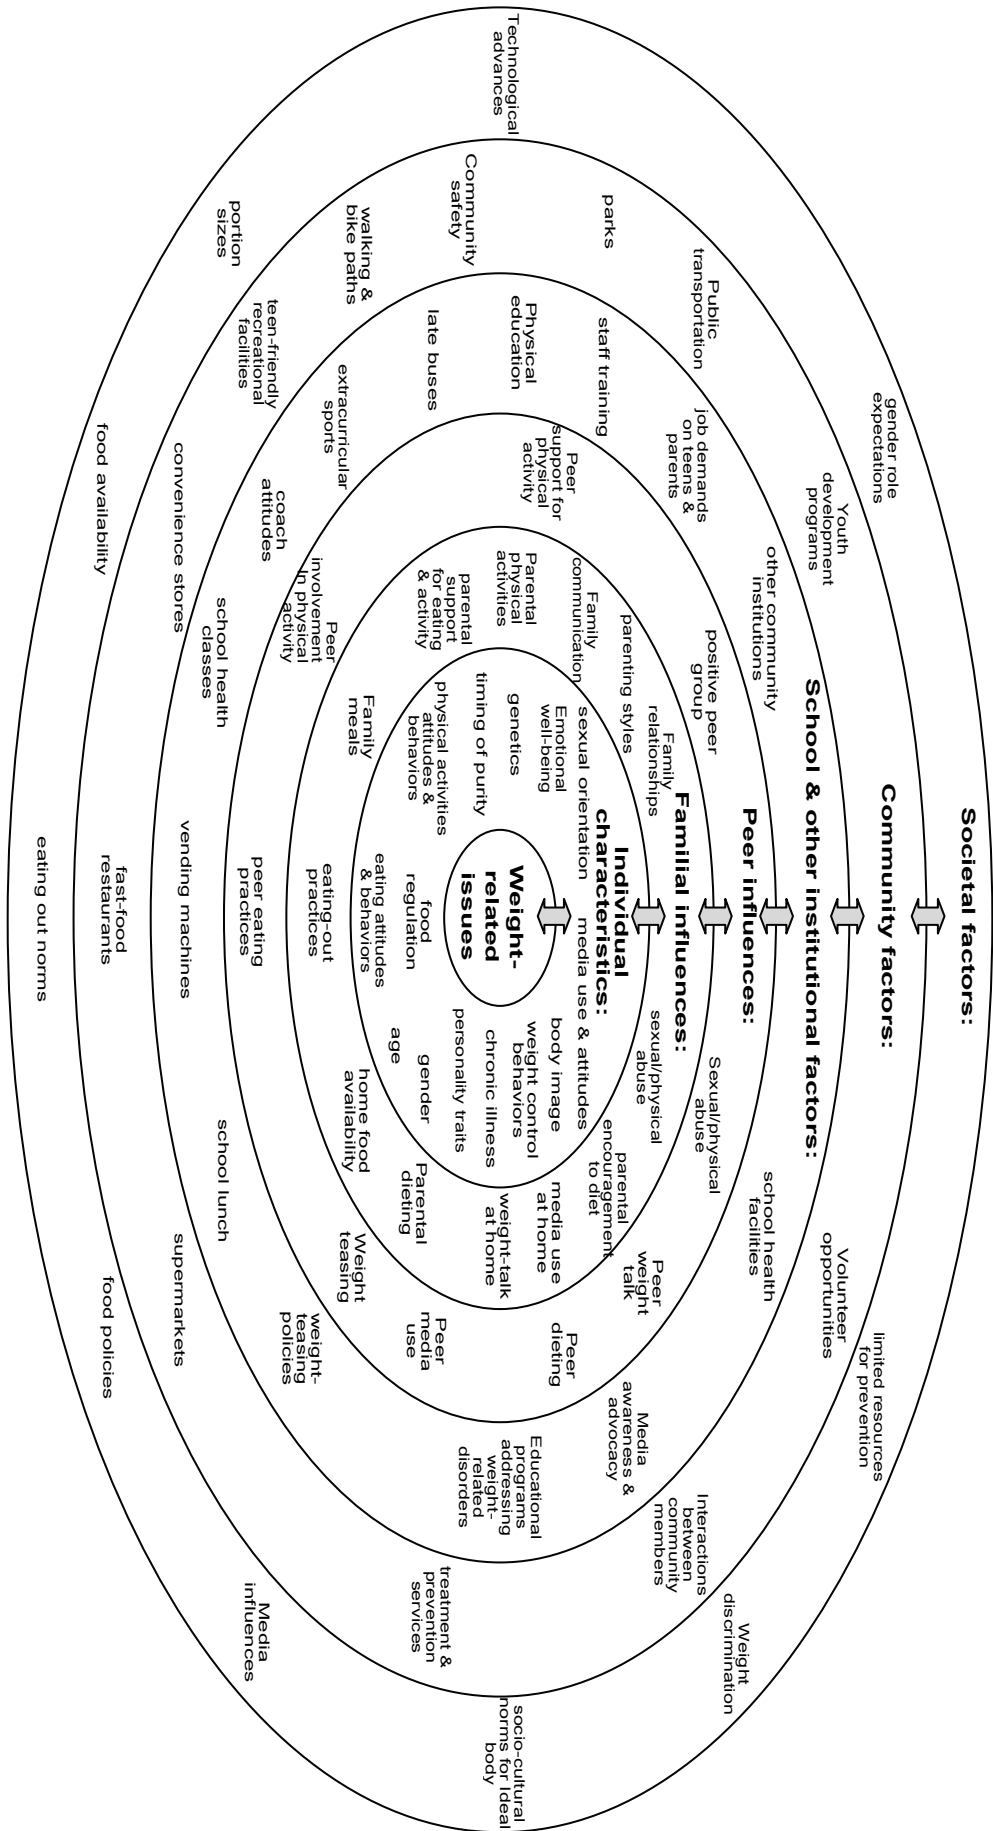 Societal factors:
gender role
expectations
limited resources
for prevention
Technological
advances
Weight
discrimination
portion
sizes
socio-cultural
norms for Ideal
body
food availability
Media
influences
eating out norms
food policies
Community factors:
Youth
development
programs
Volunteer
opportunities
Public
transportation
Interactions
between
community
members
parks
Community
safety
treatment &
prevention
services
walking &
bike paths
teen-friendly
recreational
facilities
convenience stores
fast-food
restaurants
supermarkets
School & other institutional factors:
other community
institutions
school health
facilities
job demands
on teens &
parents
Media
awareness &
advocacy
staff training
Physical
education
Educational
programs
addressing
weight-
related
disorders
late buses
extracurricular
sports
weight-
teasing
policies
coach
attitudes
school health
classes
vending machines
school lunch
Peer influences:
positive peer
group
Sexual/physical
abuse
Peer
weight
talk
Peer
support for
physical
activity
Peer
dieting
Peer
media
use
Weight
teasing
Peer
involvement
In physical
activity
peer eating
practices
Familial influences:
Family
relationships
sexual/physical
abuse
parenting styles
parental
encouragement
to diet
Family
communication
media use
at home
Parental
physical
activities
weight-talk
at home
parental
support
for eating
& activity
Parental
dieting
Family
meals
home food
availability
eating-out
practices
Individual
characteristics:
sexual orientation
media use & attitudes
Emotional
well-being
body image
weight control
behaviors
genetics
chronic illness
timing of purity
personality traits
physical activities
attitudes &
behaviors
food
regulation
gender
eating attitudes
& behaviors
age
Weight-
related
issues